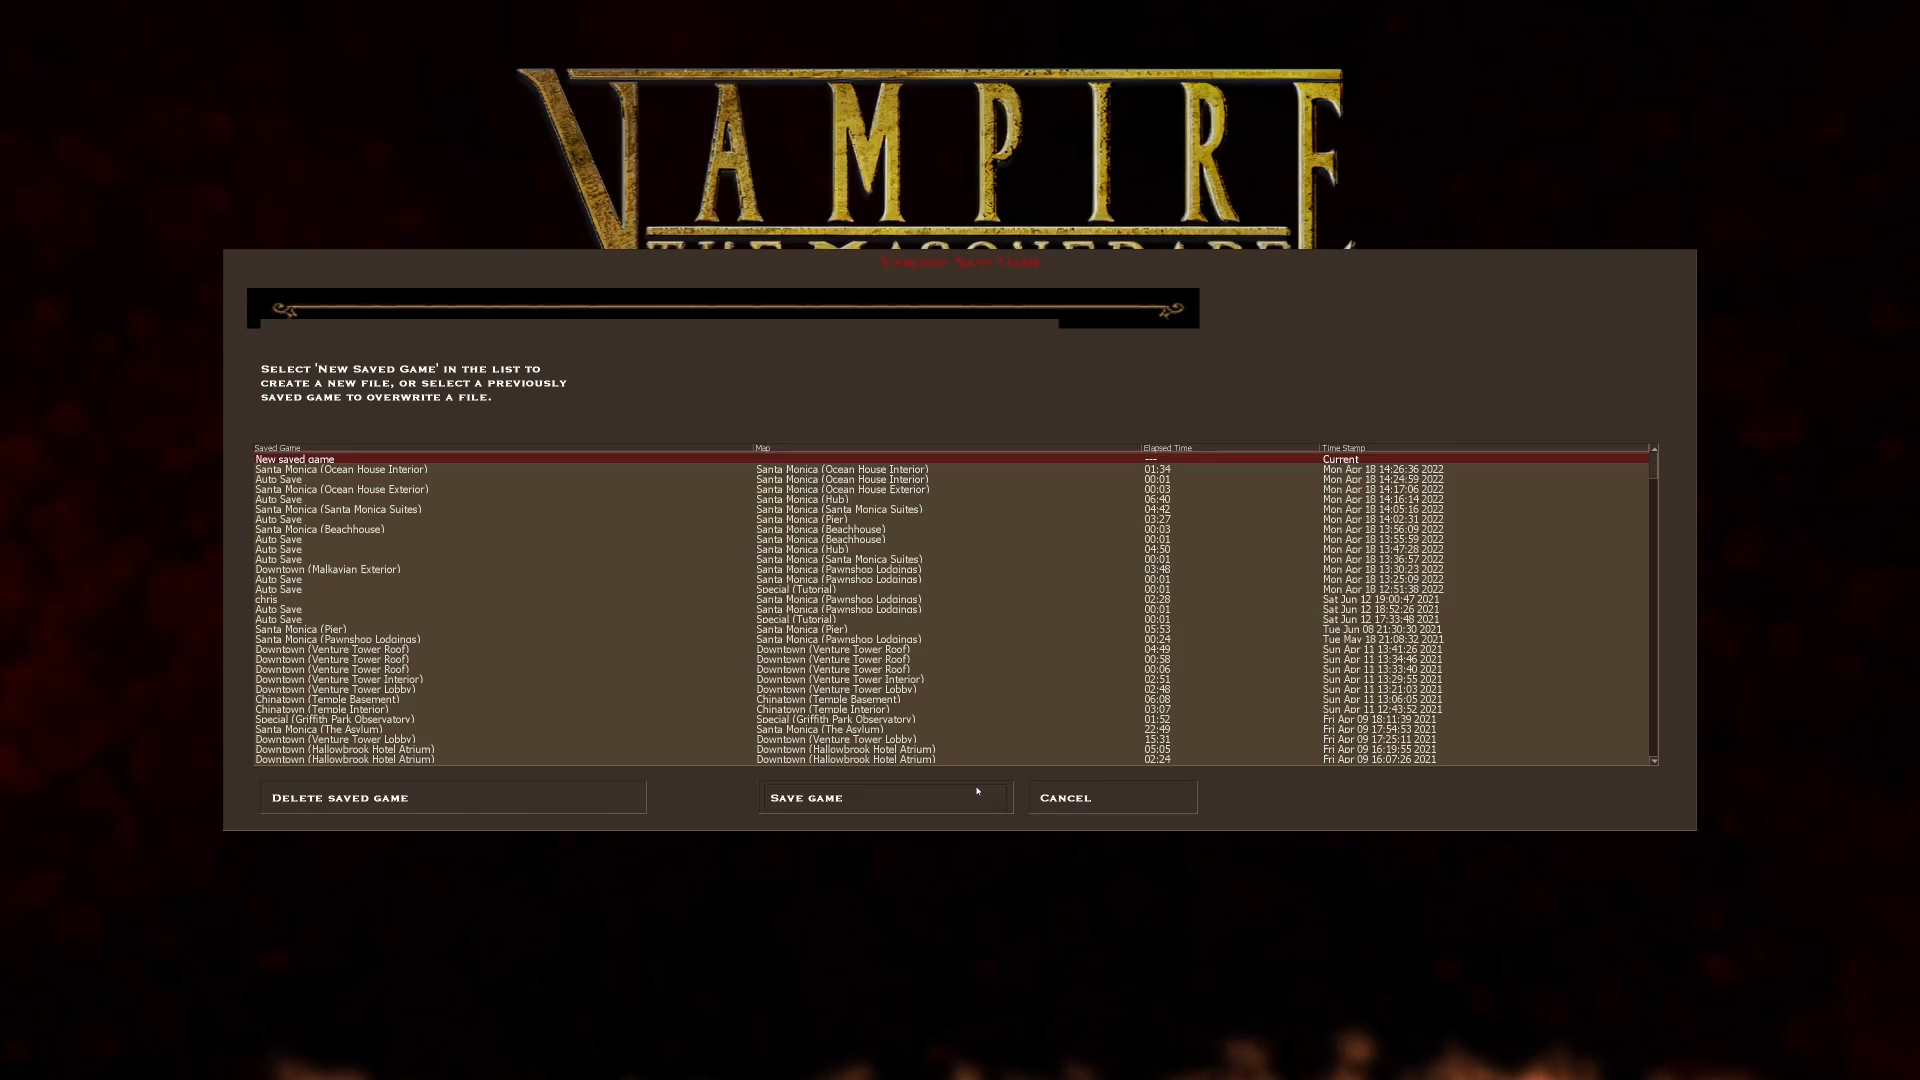 VAMPIRE
THE MASQUERADE
Vampire Save Game
Select 'New Saved Game' in the list to
create a new file, or select a previously
saved game to overwrite a file.
Saved Game Map Elapsed Time Time Stamp
New saved game --- Current
Santa Monica (Ocean House Interior) Santa Monica (Ocean House Interior) 01:34 Mon Apr 18 14:26:36 2022
Auto Save Santa Monica (Ocean House Interior) 00:01 Mon Apr 18 14:24:59 2022
Santa Monica (Ocean House Exterior) Santa Monica (Ocean House Exterior) 00:03 Mon Apr 18 14:17:06 2022
Auto Save Santa Monica (Hub) 06:40 Mon Apr 18 14:16:14 2022
Santa Monica (Santa Monica Suites) Santa Monica (Santa Monica Suites) 04:42 Mon Apr 18 14:05:16 2022
Auto Save Santa Monica (Pier) 03:27 Mon Apr 18 14:02:31 2022
Santa Monica (Beachhouse) Santa Monica (Beachhouse) 00:03 Mon Apr 18 13:56:09 2022
Auto Save Santa Monica (Beachhouse) 00:01 Mon Apr 18 13:55:59 2022
Auto Save Santa Monica (Hub) 04:50 Mon Apr 18 13:47:28 2022
Auto Save Santa Monica (Santa Monica Suites) 00:01 Mon Apr 18 13:36:57 2022
Downtown (Malkavian Exterior) Santa Monica (Pawnshop Lodgings) 03:48 Mon Apr 18 13:30:23 2022
Auto Save Santa Monica (Pawnshop Lodgings) 00:01 Mon Apr 18 13:25:09 2022
Auto Save Special (Tutorial) 00:01 Mon Apr 18 12:51:38 2022
chris Santa Monica (Pawnshop Lodgings) 02:28 Sat Jun 12 19:00:47 2021
Auto Save Santa Monica (Pawnshop Lodgings) 00:01 Sat Jun 12 18:52:26 2021
Auto Save Special (Tutorial) 00:01 Sat Jun 12 17:33:48 2021
Santa Monica (Pier) Santa Monica (Pier) 05:53 Tue Jun 08 21:30:30 2021
Santa Monica (Pawnshop Lodgings) Santa Monica (Pawnshop Lodgings) 00:24 Tue May 18 21:08:32 2021
Downtown (Venture Tower Roof) Downtown (Venture Tower Roof) 04:49 Sun Apr 11 13:41:26 2021
Downtown (Venture Tower Roof) Downtown (Venture Tower Roof) 00:58 Sun Apr 11 13:34:46 2021
Downtown (Venture Tower Roof) Downtown (Venture Tower Roof) 00:06 Sun Apr 11 13:33:40 2021
Downtown (Venture Tower Interior) Downtown (Venture Tower Interior) 02:51 Sun Apr 11 13:29:55 2021
Downtown (Venture Tower Lobby) Downtown (Venture Tower Lobby) 02:48 Sun Apr 11 13:21:03 2021
Chinatown (Temple Basement) Chinatown (Temple Basement) 06:08 Sun Apr 11 13:06:05 2021
Chinatown (Temple Interior) Chinatown (Temple Interior) 03:07 Sun Apr 11 12:43:52 2021
Special (Griffith Park Observatory) Special (Griffith Park Observatory) 01:52 Fri Apr 09 18:11:39 2021
Santa Monica (The Asylum) Santa Monica (The Asylum) 22:49 Fri Apr 09 17:54:53 2021
Downtown (Venture Tower Lobby) Downtown (Venture Tower Lobby) 15:31 Fri Apr 09 17:25:11 2021
Downtown (Hallowbrook Hotel Atrium) Downtown (Hallowbrook Hotel Atrium) 05:05 Fri Apr 09 16:19:55 2021
Downtown (Hallowbrook Hotel Atrium) Downtown (Hallowbrook Hotel Atrium) 02:24 Fri Apr 09 16:07:26 2021
Delete saved game Save game Cancel